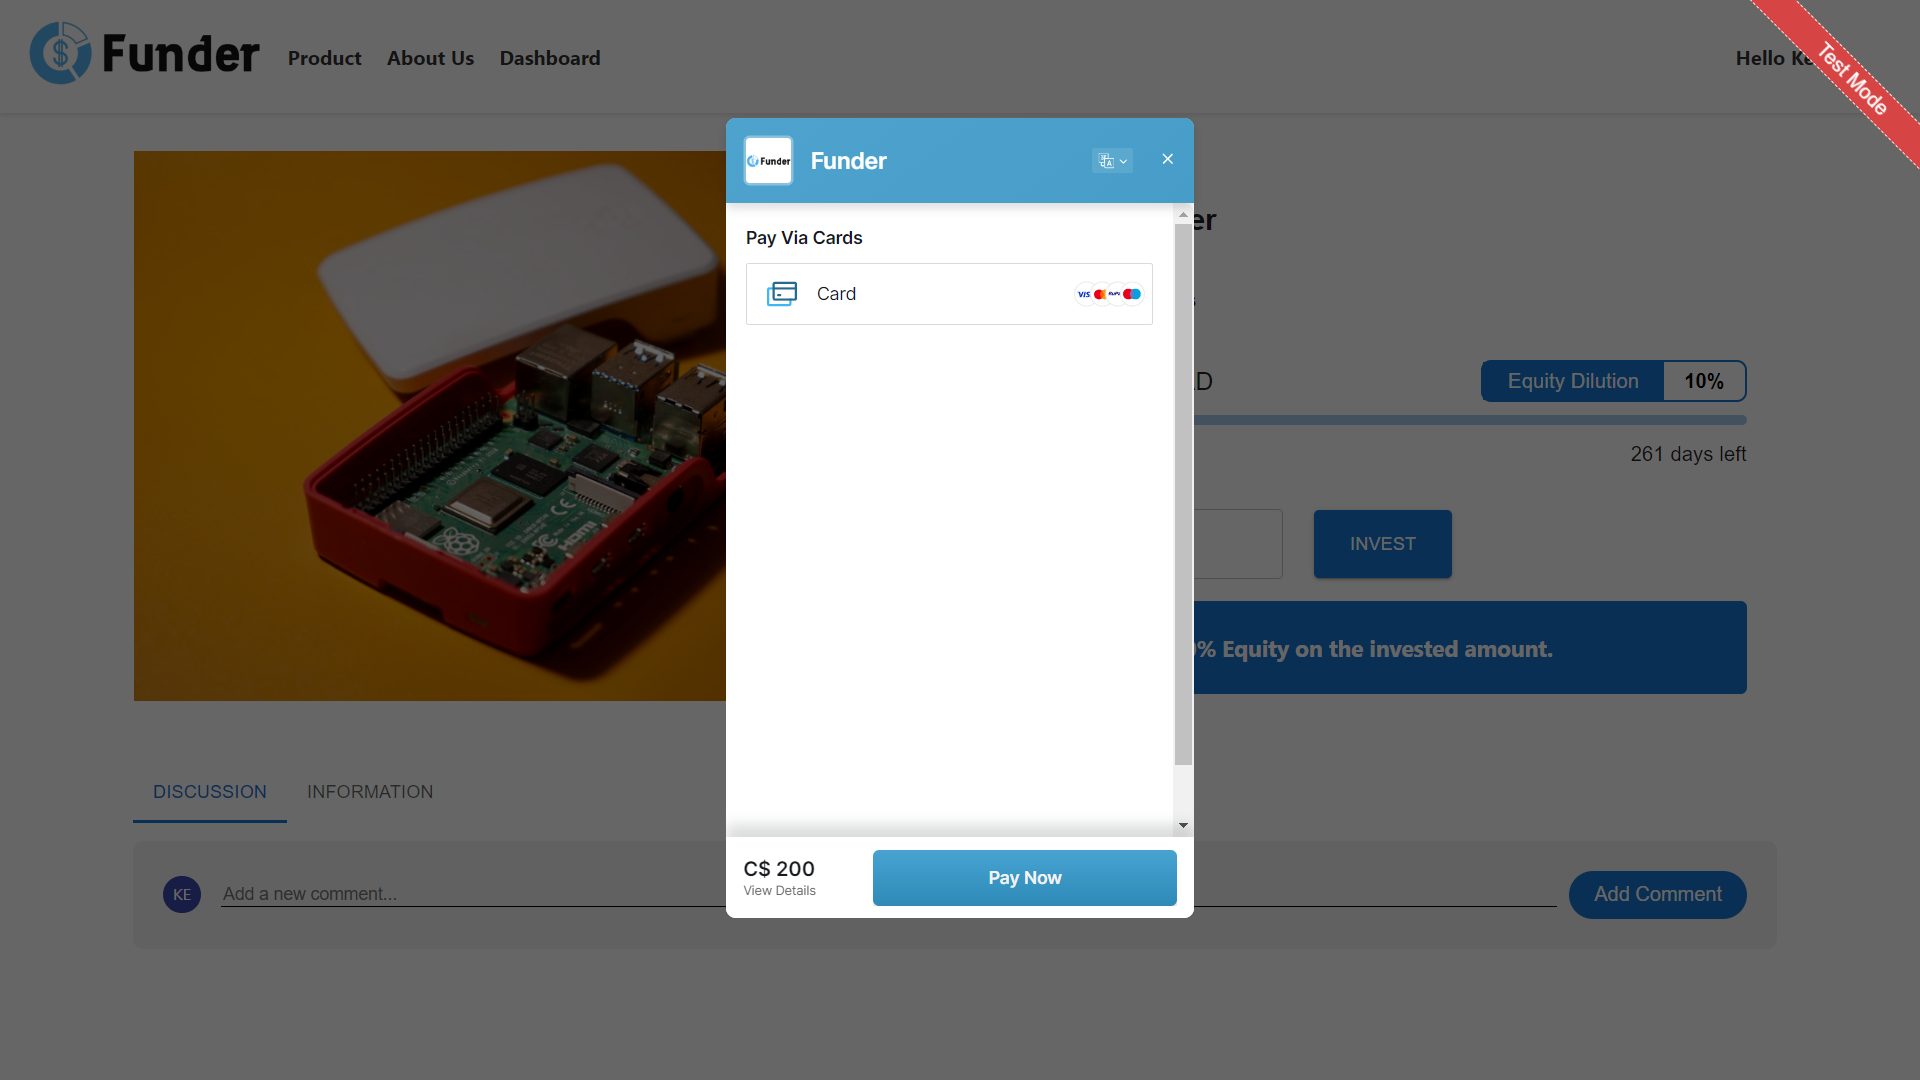 Funder
Product
About Us
Dashboard
Hello Ke
Test Mode
Funder
Funder
Pay Via Cards
Card
VISA
RuPay
er
s
LD
Equity Dilution
10%
261 days left
INVEST
% Equity on the invested amount.
DISCUSSION
INFORMATION
KE
Add a new comment...
Add Comment
C$ 200
View Details
Pay Now
HDMI